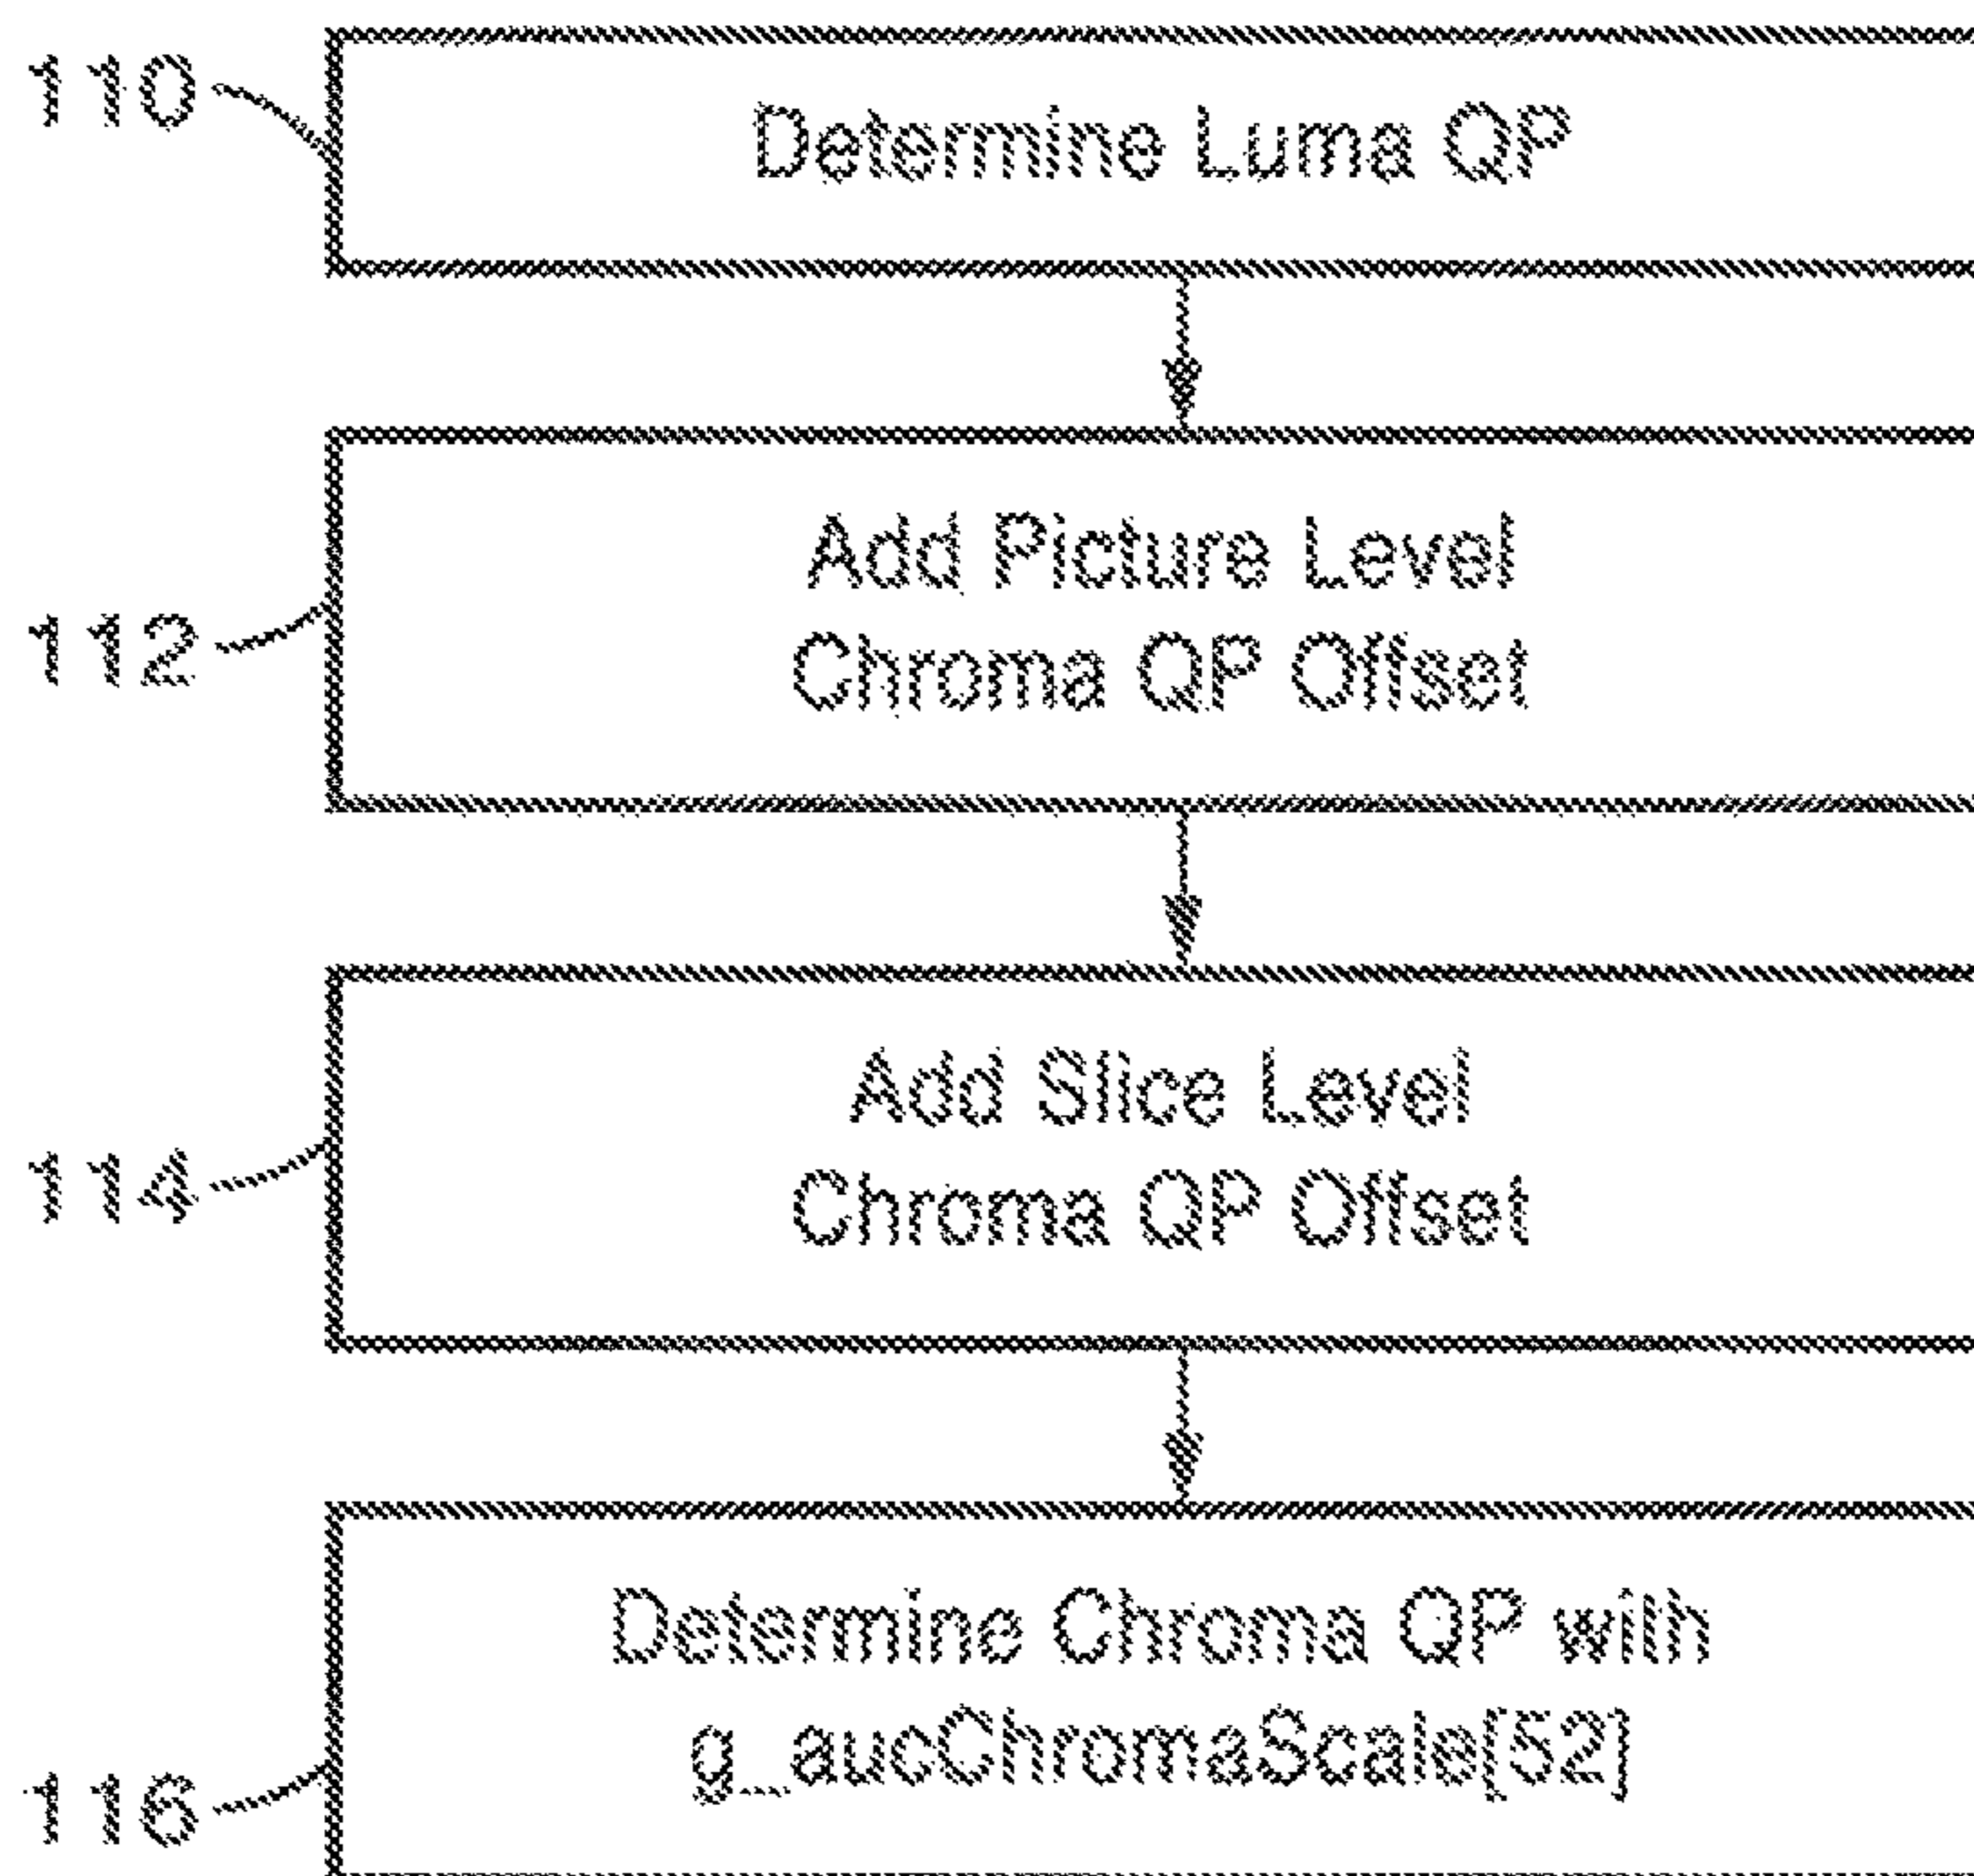 110
Determine Luma QP
112
Add Picture Level
Chroma QP Offset
114
Add Slice Level
Chroma QP Offset
116
Determine Chroma QP with
g_aucChromaScale[52]